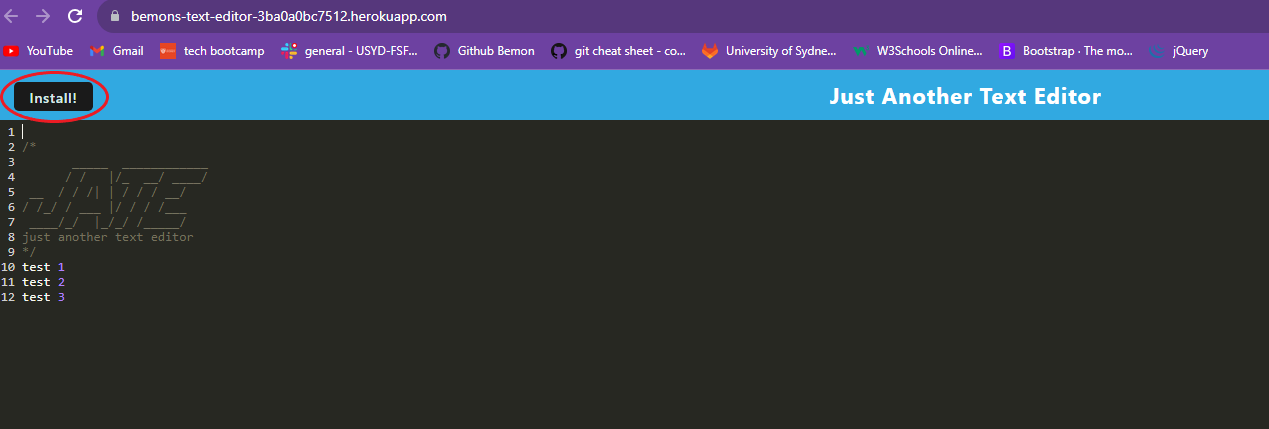 bemons-text-editor-3ba0a0bc7512.herokuapp.com
YouTube Gmail tech bootcamp general - USYD-FSF... Github Bemon git cheat sheet - co... University of Sydne... W3Schools Online... Bootstrap · The mo... jQuery
Install! Just Another Text Editor
1
2 /*
3        _____  ____________
4       / /   |/_  __/ ____/
5  __  / / /| | / / / __/
6 / /_/ / ___ |/ / / /___
7  ____/_/  |_/_/ /_____/
8 just another text editor
9 */
10 test 1
11 test 2
12 test 3